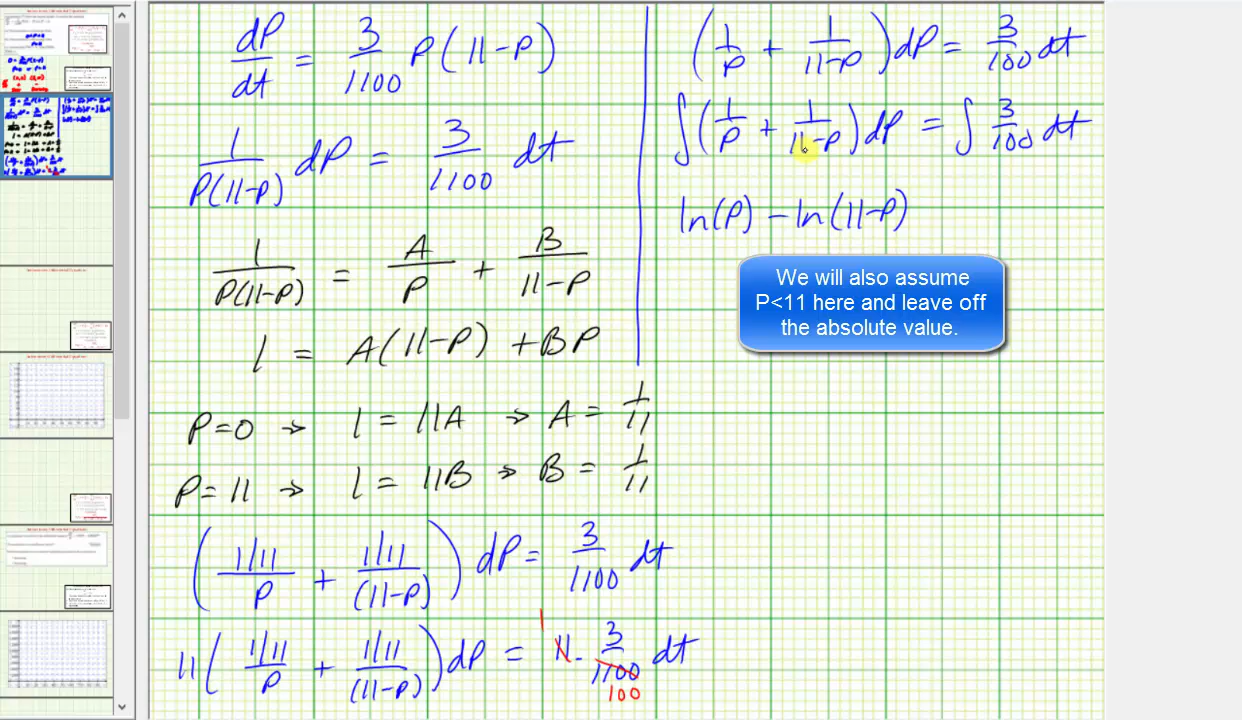 dP/dt = 3/1100 P(11-P)
1/P(11-P) dP = 3/1100 dt
1/P(11-P) = A/P + B/11-P
1 = A(11-P) + BP
P=0 → 1 = 11A → A = 1/11
P=11 → 1 = 11B → B = 1/11
(1/11/P + 1/11/(11-P)) dP = 3/1100 dt
11(1/11/P + 1/11/(11-P)) dP = 11 · 3/1100 dt
1
100
(1/P + 1/11-P) dP = 3/100 dt
∫(1/P + 1/11-P) dP = ∫ 3/100 dt
ln(P) - ln(11-P)
We will also assume
P<11 here and leave off
the absolute value.